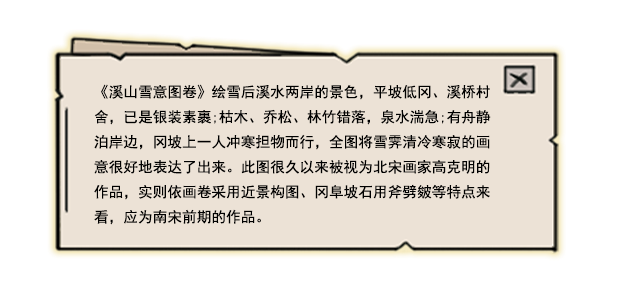 《溪山雪意图卷》绘雪后溪水两岸的景色，平坡低冈、溪桥村
舍，已是银装素裹;枯木、乔松、林竹错落，泉水湍急;有舟静
泊岸边，冈坡上一人冲寒担物而行，全图将雪霁清冷寒寂的画
意很好地表达了出来。此图很久以来被视为北宋画家高克明的
作品，实则依画卷采用近景构图、冈阜坡石用斧劈皴等特点来
看，应为南宋前期的作品。